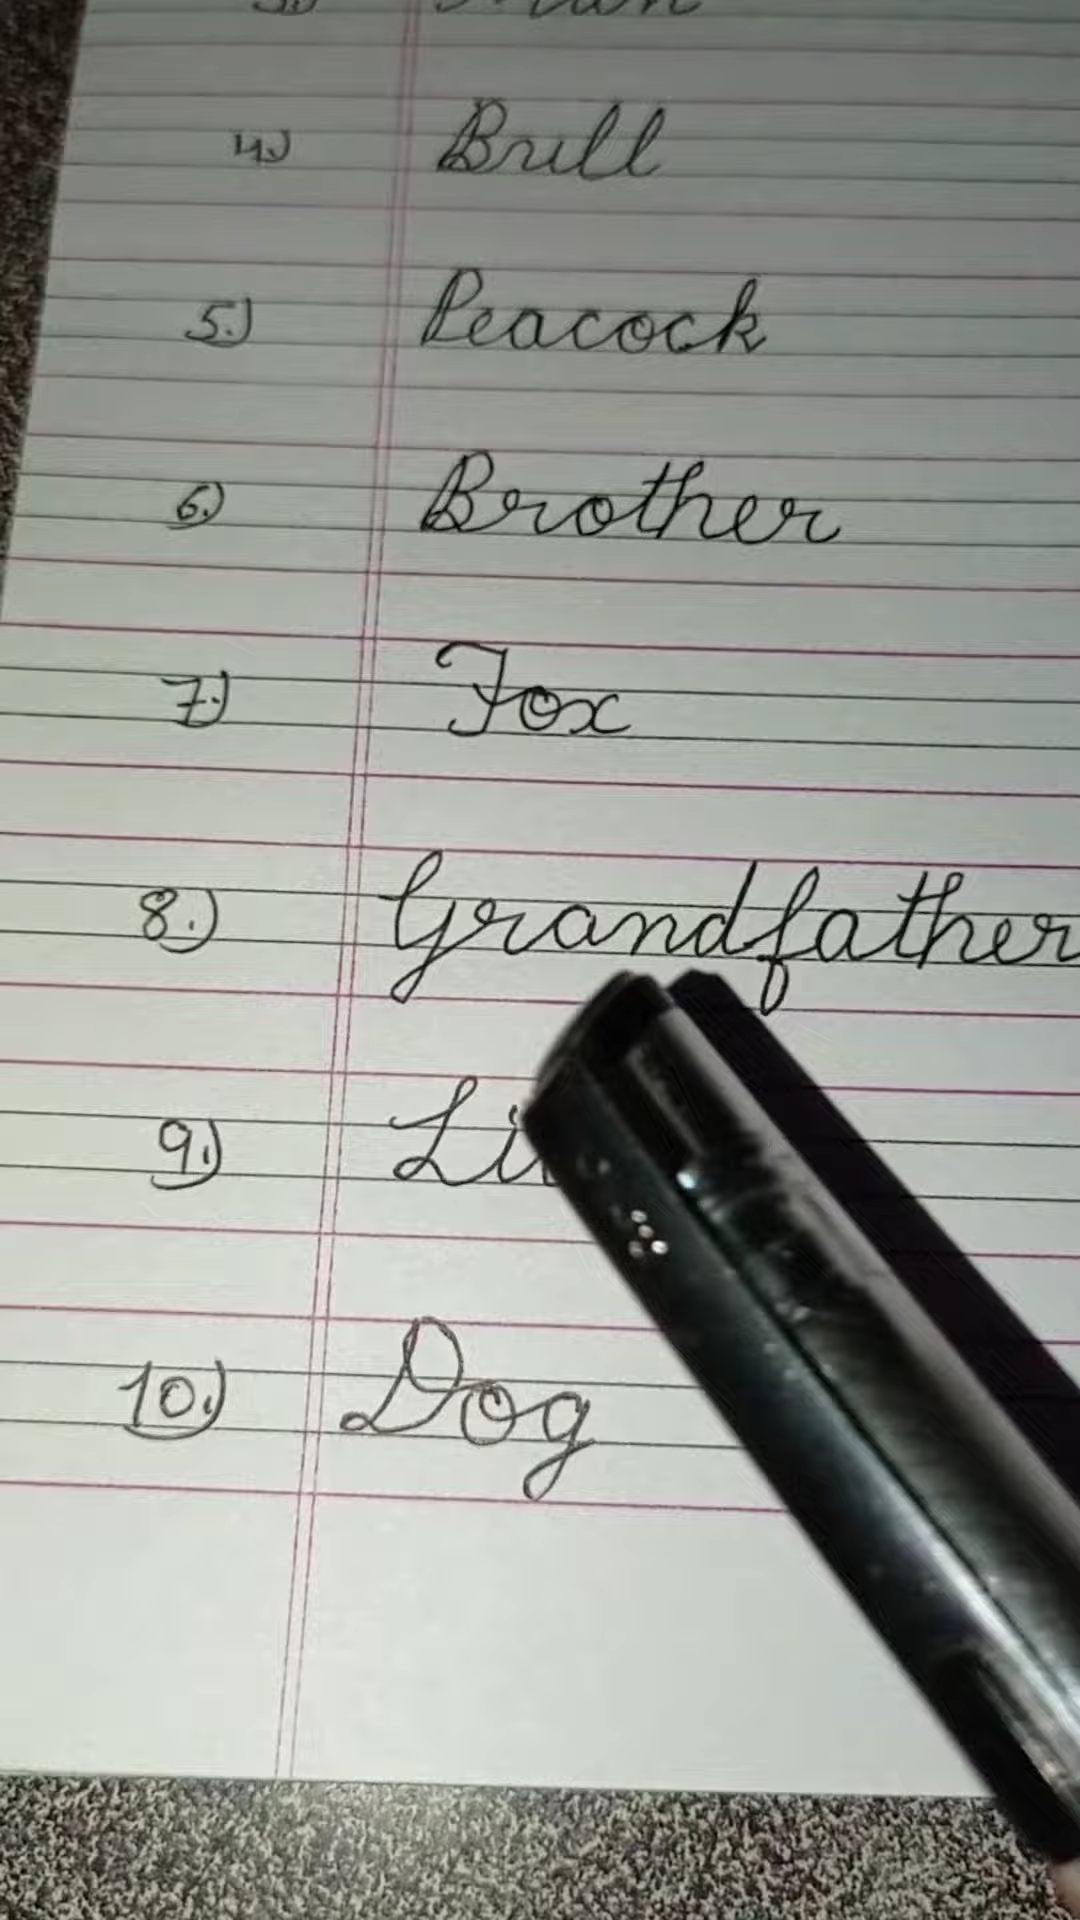 4.) Bull
5.) Peacock
6.) Brother
7.) Fox
8.) Grandfather
9.)
10.) Dog